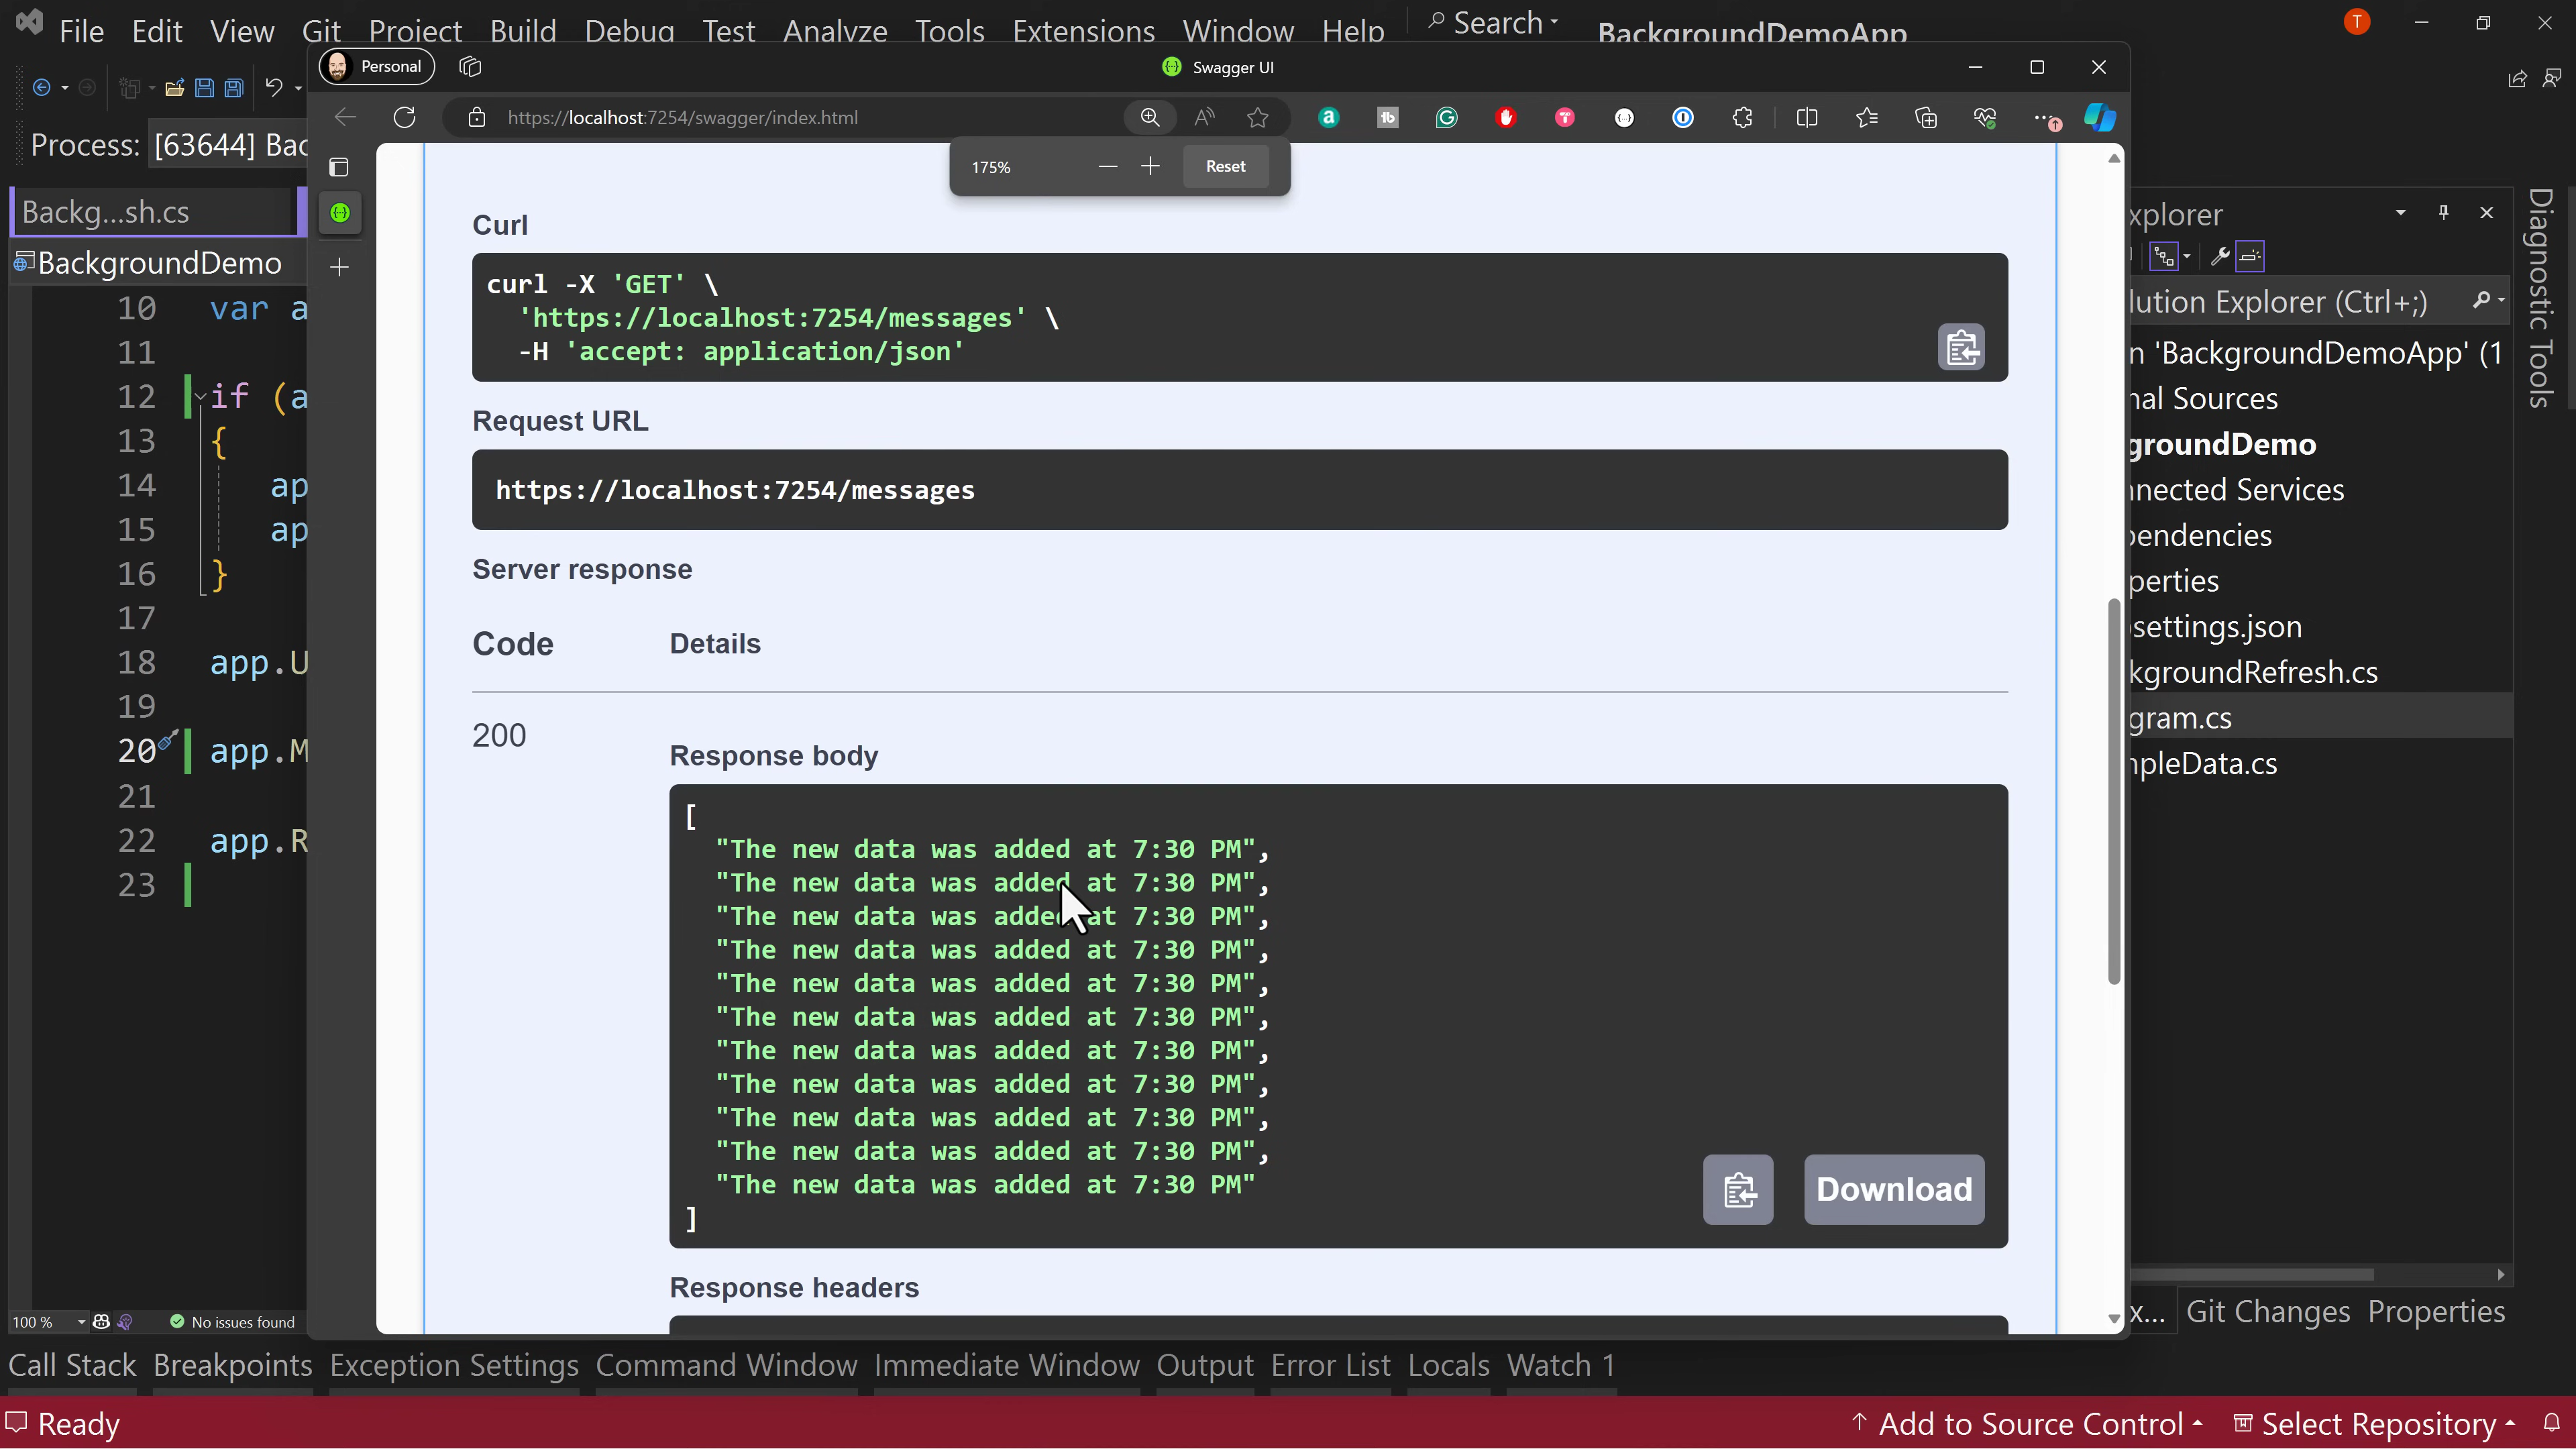 File Edit View Git Project Build Debug Test Analyze Tools Extensions Window Help Search BackgroundDemoApp
T
Personal
Swagger UI
https://localhost:7254/swagger/index.html
Process: [63644] Bac
175%
Reset
Backg...sh.cs
BackgroundDemo
10 var a
11
12 if (a
13 {
14 ap
15 ap
16 }
17
18 app.U
19
20 app.M
21
22 app.R
23
100 %
No issues found
Curl
curl -X 'GET' \
'https://localhost:7254/messages' \
-H 'accept: application/json'
Request URL
https://localhost:7254/messages
Server response
Code Details
200
Response body
[
"The new data was added at 7:30 PM",
"The new data was added at 7:30 PM",
"The new data was added at 7:30 PM",
"The new data was added at 7:30 PM",
"The new data was added at 7:30 PM",
"The new data was added at 7:30 PM",
"The new data was added at 7:30 PM",
"The new data was added at 7:30 PM",
"The new data was added at 7:30 PM",
"The new data was added at 7:30 PM",
"The new data was added at 7:30 PM"
]
Download
Response headers
xplorer
lution Explorer (Ctrl+;)
n 'BackgroundDemoApp' (1
nal Sources
groundDemo
nnected Services
pendencies
perties
settings.json
kgroundRefresh.cs
gram.cs
mpleData.cs
Diagnostic Tools
x... Git Changes Properties
Call Stack Breakpoints Exception Settings Command Window Immediate Window Output Error List Locals Watch 1
Ready
Add to Source Control
Select Repository